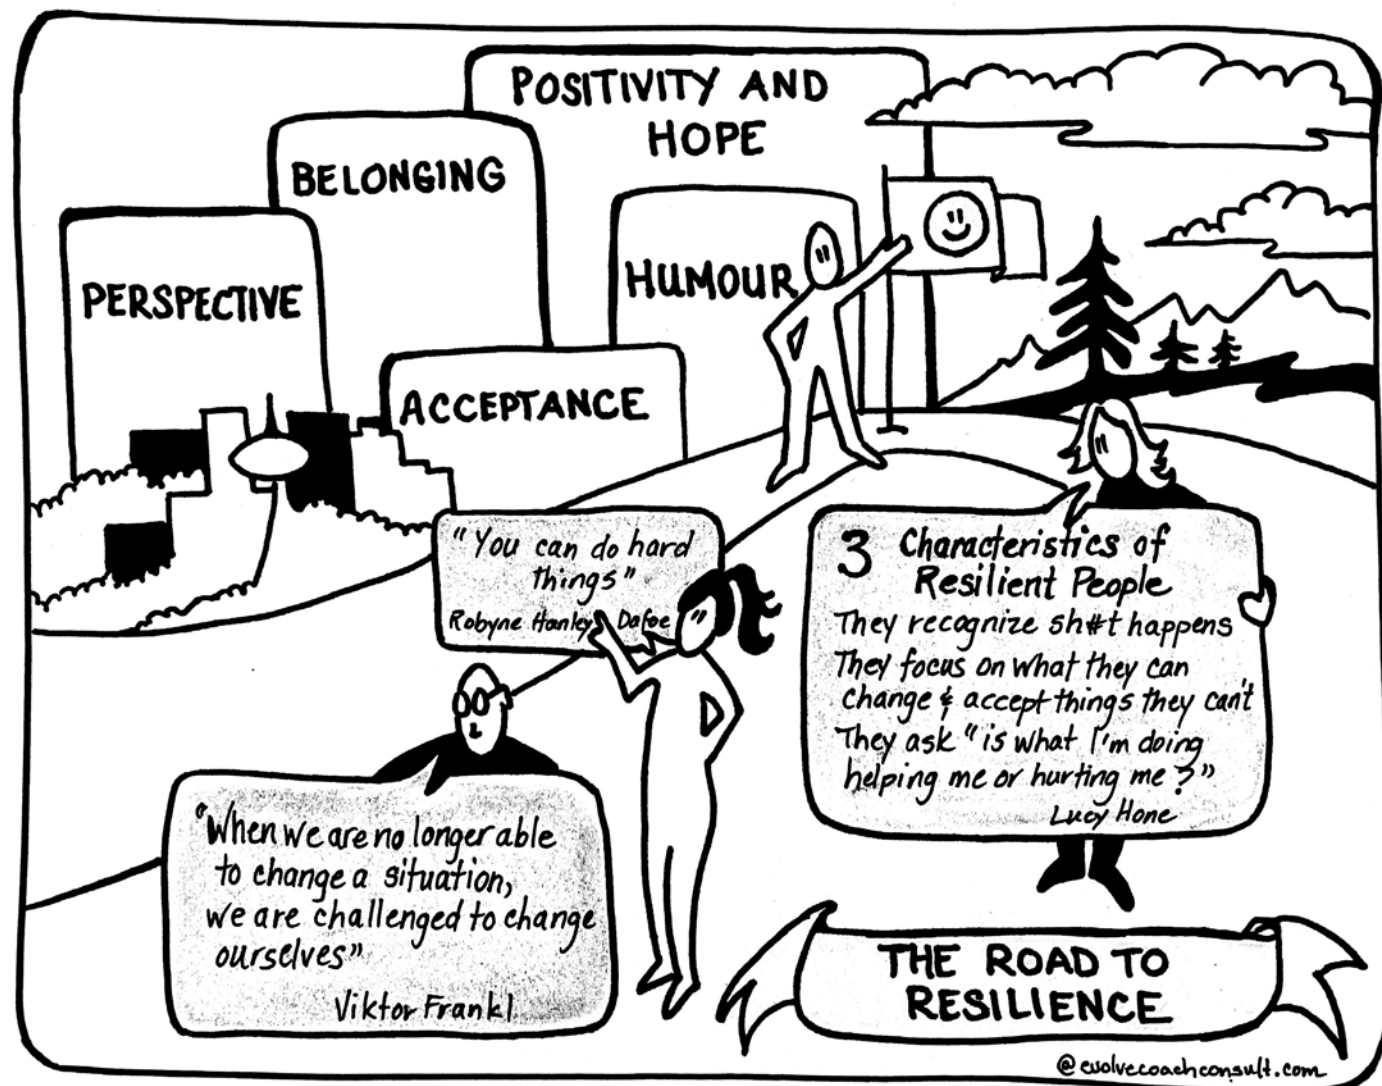 POSITIVITY AND
HOPE
BELONGING
PERSPECTIVE
HUMOUR
ACCEPTANCE
"You can do hard
things"
Robyne Hanley Dafoe
3 Characteristics of
Resilient People
They recognize sh#t happens
They focus on what they can
change & accept things they can't
They ask "is what I'm doing
helping me or hurting me?"
Lucy Hone
"When we are no longer able
to change a situation,
we are challenged to change
ourselves"
Viktor Frankl
THE ROAD TO
RESILIENCE
@evolvecoachconsult.com